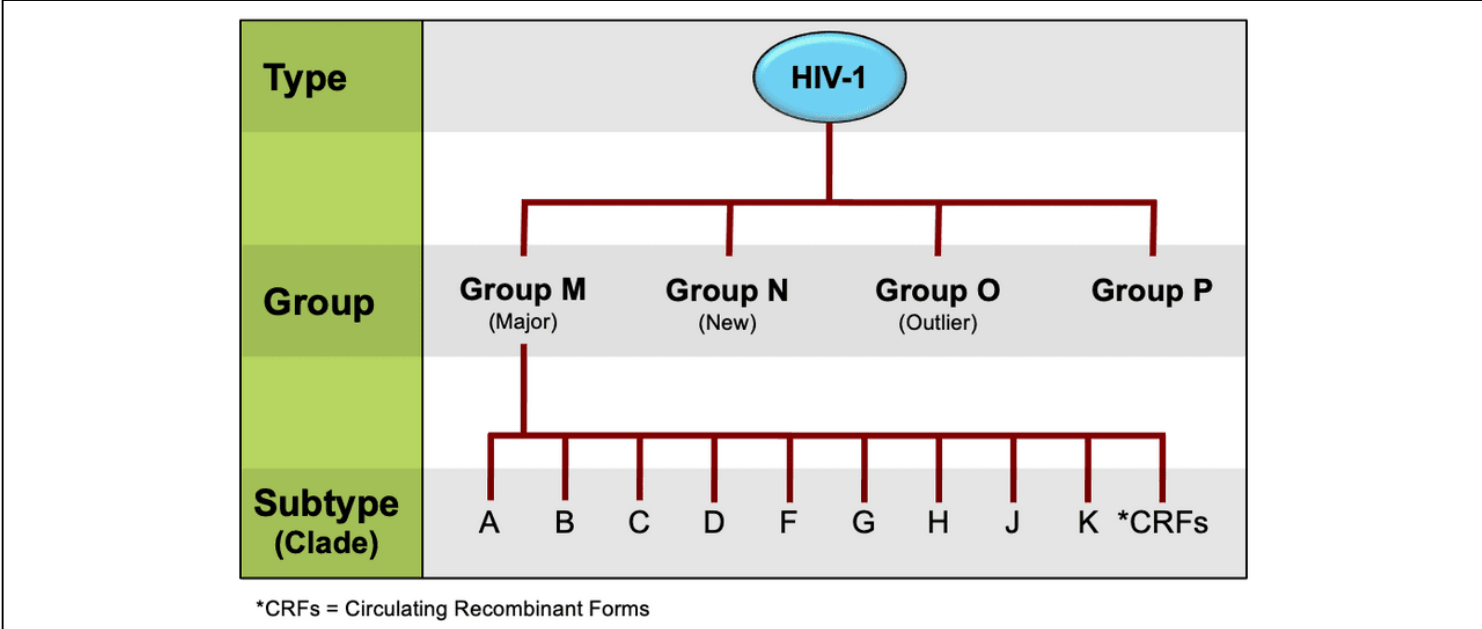 Type
HIV-1
Group
Group M
(Major)
Group N
(New)
Group O
(Outlier)
Group P
Subtype
(Clade)
A B C D F G H J K *CRFs
*CRFs = Circulating Recombinant Forms